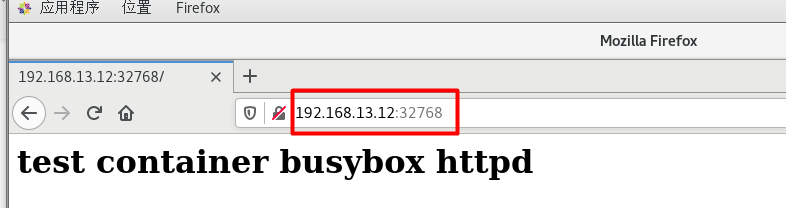 应用程序 位置 Firefox
Mozilla Firefox
192.168.13.12:32768/
192.168.13.12:32768
test container busybox httpd